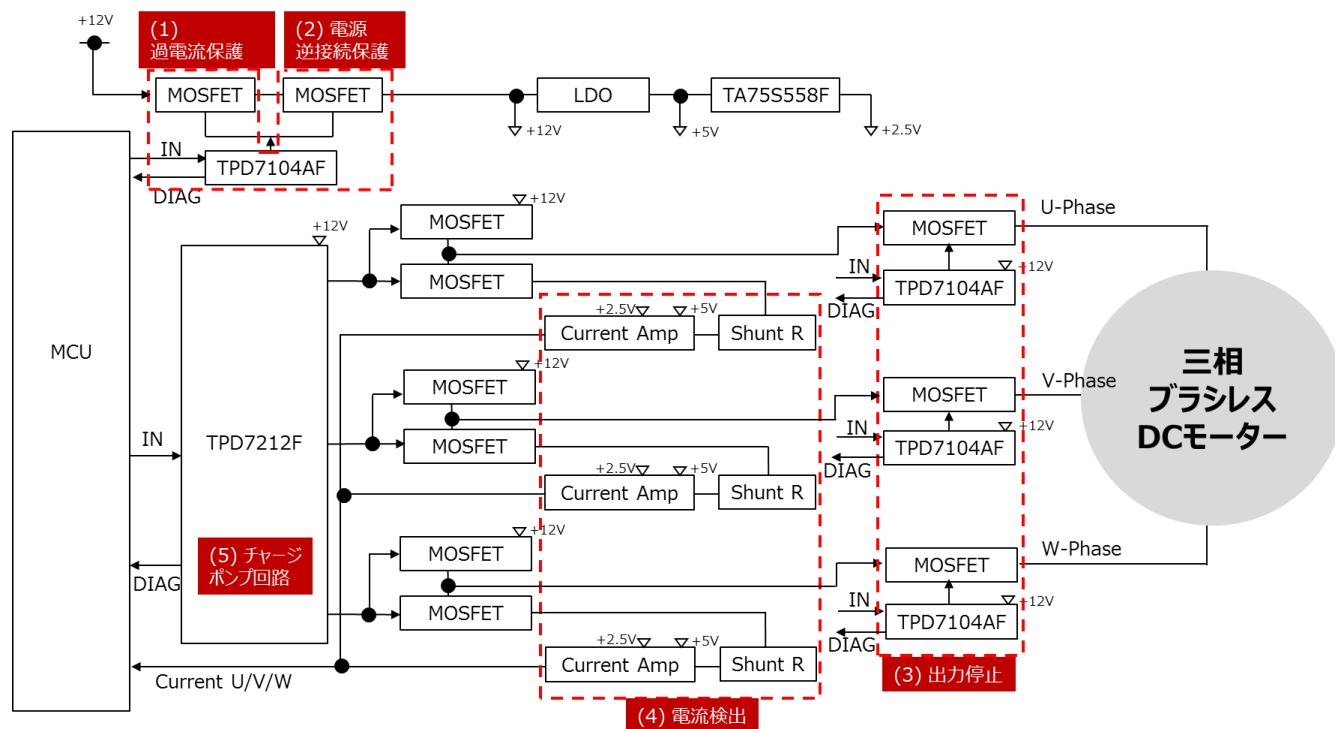 +12V
(1)
過電流保護
(2) 電源
逆接続保護
MOSFET
MOSFET
LDO
TA75S558F
+12V
+5V
+2.5V
IN
TPD7104AF
DIAG
MCU
+12V
TPD7212F
IN
DIAG
(5) チャージ
ポンプ回路
Current U/V/W
MOSFET
+12V
MOSFET
+2.5V
+5V
Current Amp
Shunt R
MOSFET
+12V
MOSFET
+2.5V
+5V
Current Amp
Shunt R
MOSFET
+12V
MOSFET
+2.5V
+5V
Current Amp
Shunt R
(4) 電流検出
MOSFET
U-Phase
IN
+12V
TPD7104AF
DIAG
MOSFET
V-Phase
IN
+12V
TPD7104AF
DIAG
MOSFET
W-Phase
IN
+12V
TPD7104AF
DIAG
(3) 出力停止
三相
ブラシレス
DCモーター